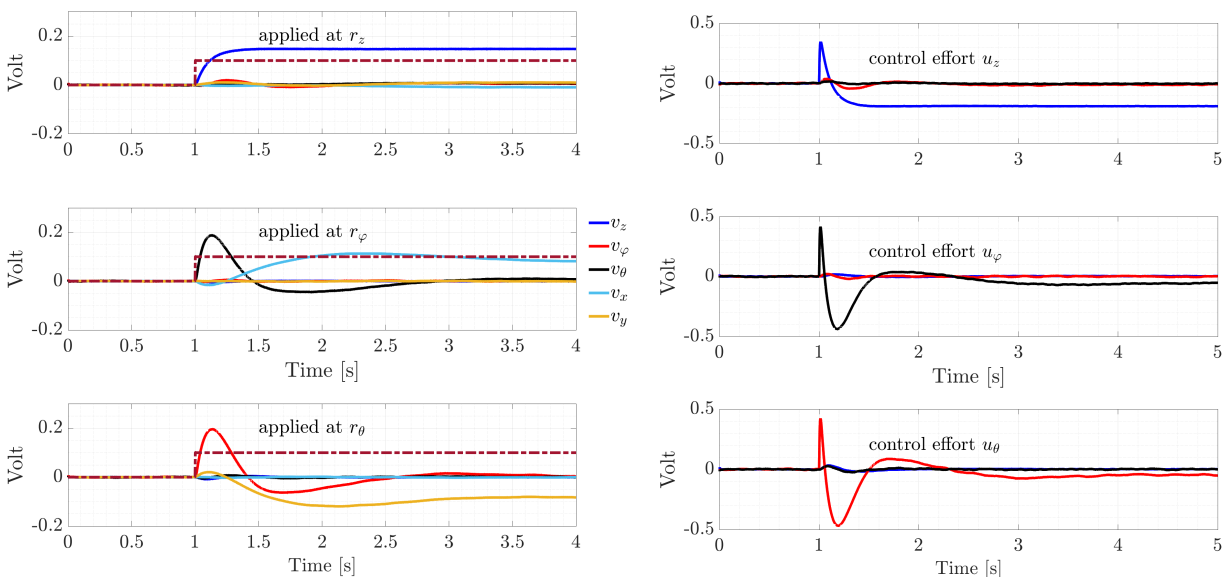 0.2
0
-0.2
Volt
applied at r_z
0 0.5 1 1.5 2 2.5 3 3.5 4
0.5
0
-0.5
Volt
control effort u_z
0 1 2 3 4 5
0.2
0
-0.2
Volt
applied at r_φ
0 0.5 1 1.5 2 2.5 3 3.5 4
Time [s]
v_z
v_φ
v_θ
v_x
v_y
0.5
0
-0.5
Volt
control effort u_φ
0 1 2 3 4 5
Time [s]
0.2
0
-0.2
Volt
applied at r_θ
0 0.5 1 1.5 2 2.5 3 3.5 4
Time [s]
0.5
0
-0.5
Volt
control effort u_θ
0 1 2 3 4 5
Time [s]